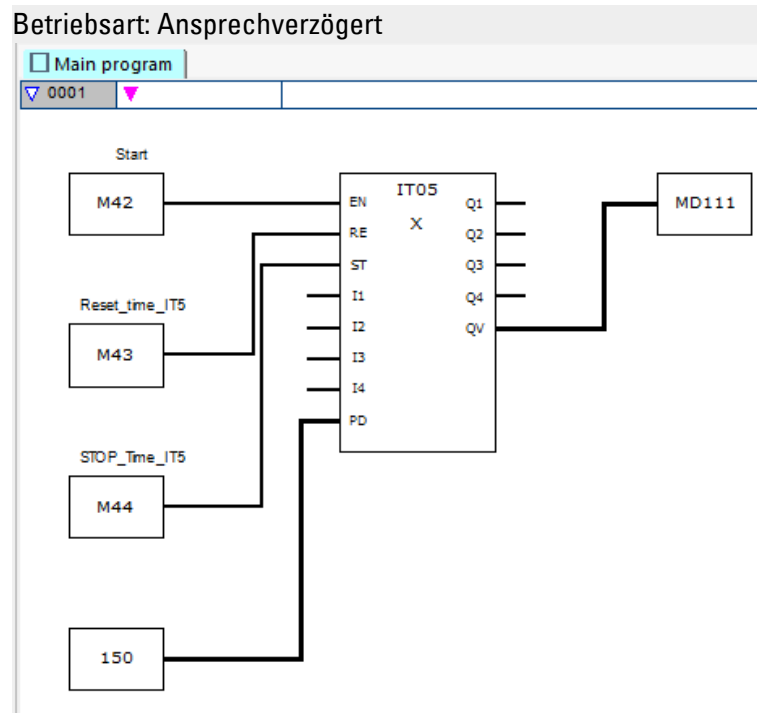 Betriebsart: Ansprechverzögert
Main program
0001
Start
M42
Reset_time_IT5
M43
STOP_Time_IT5
M44
150
IT05
X
EN
RE
ST
I1
I2
I3
I4
PD
Q1
Q2
Q3
Q4
QV
MD111